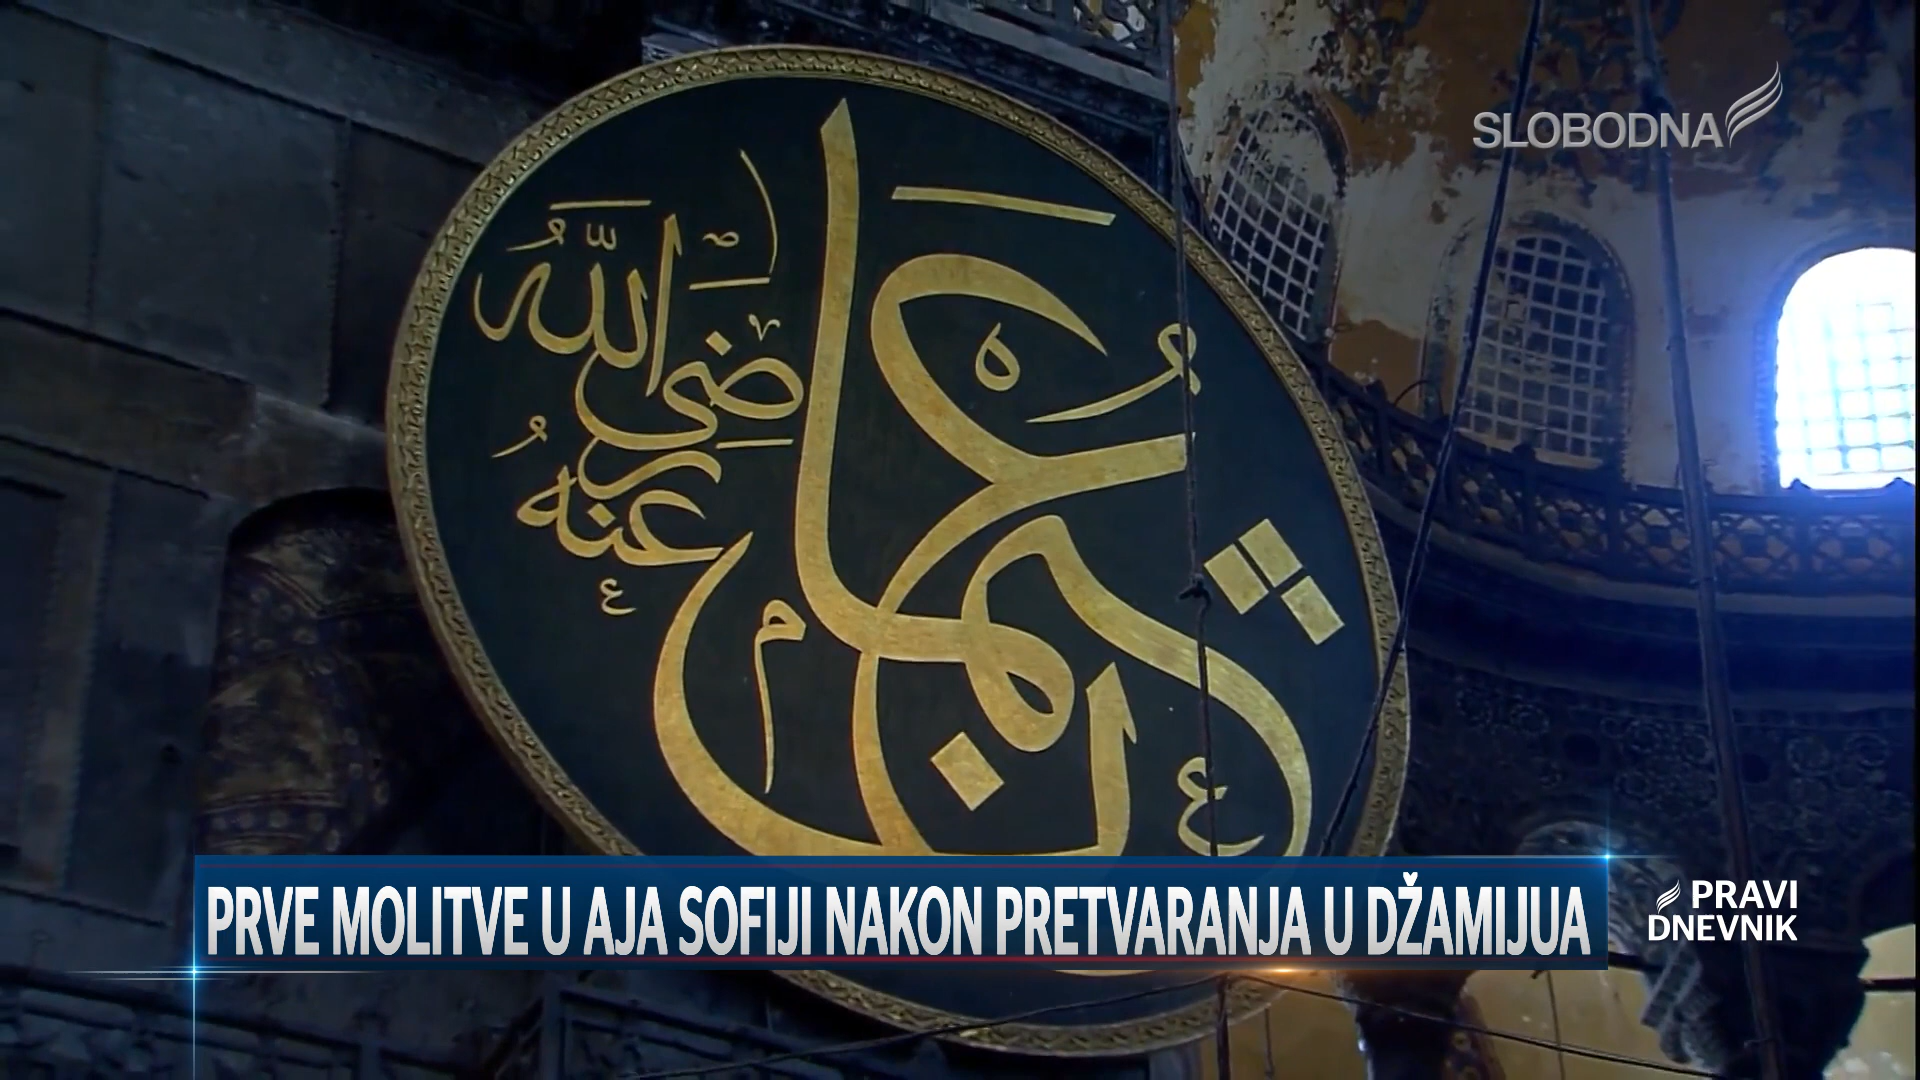 SLOBODNA
عثمان
رضي الله
عنه
PRVE MOLITVE U AJA SOFIJI NAKON PRETVARANJA U DŽAMIJUA
PRAVI
DNEVNIK